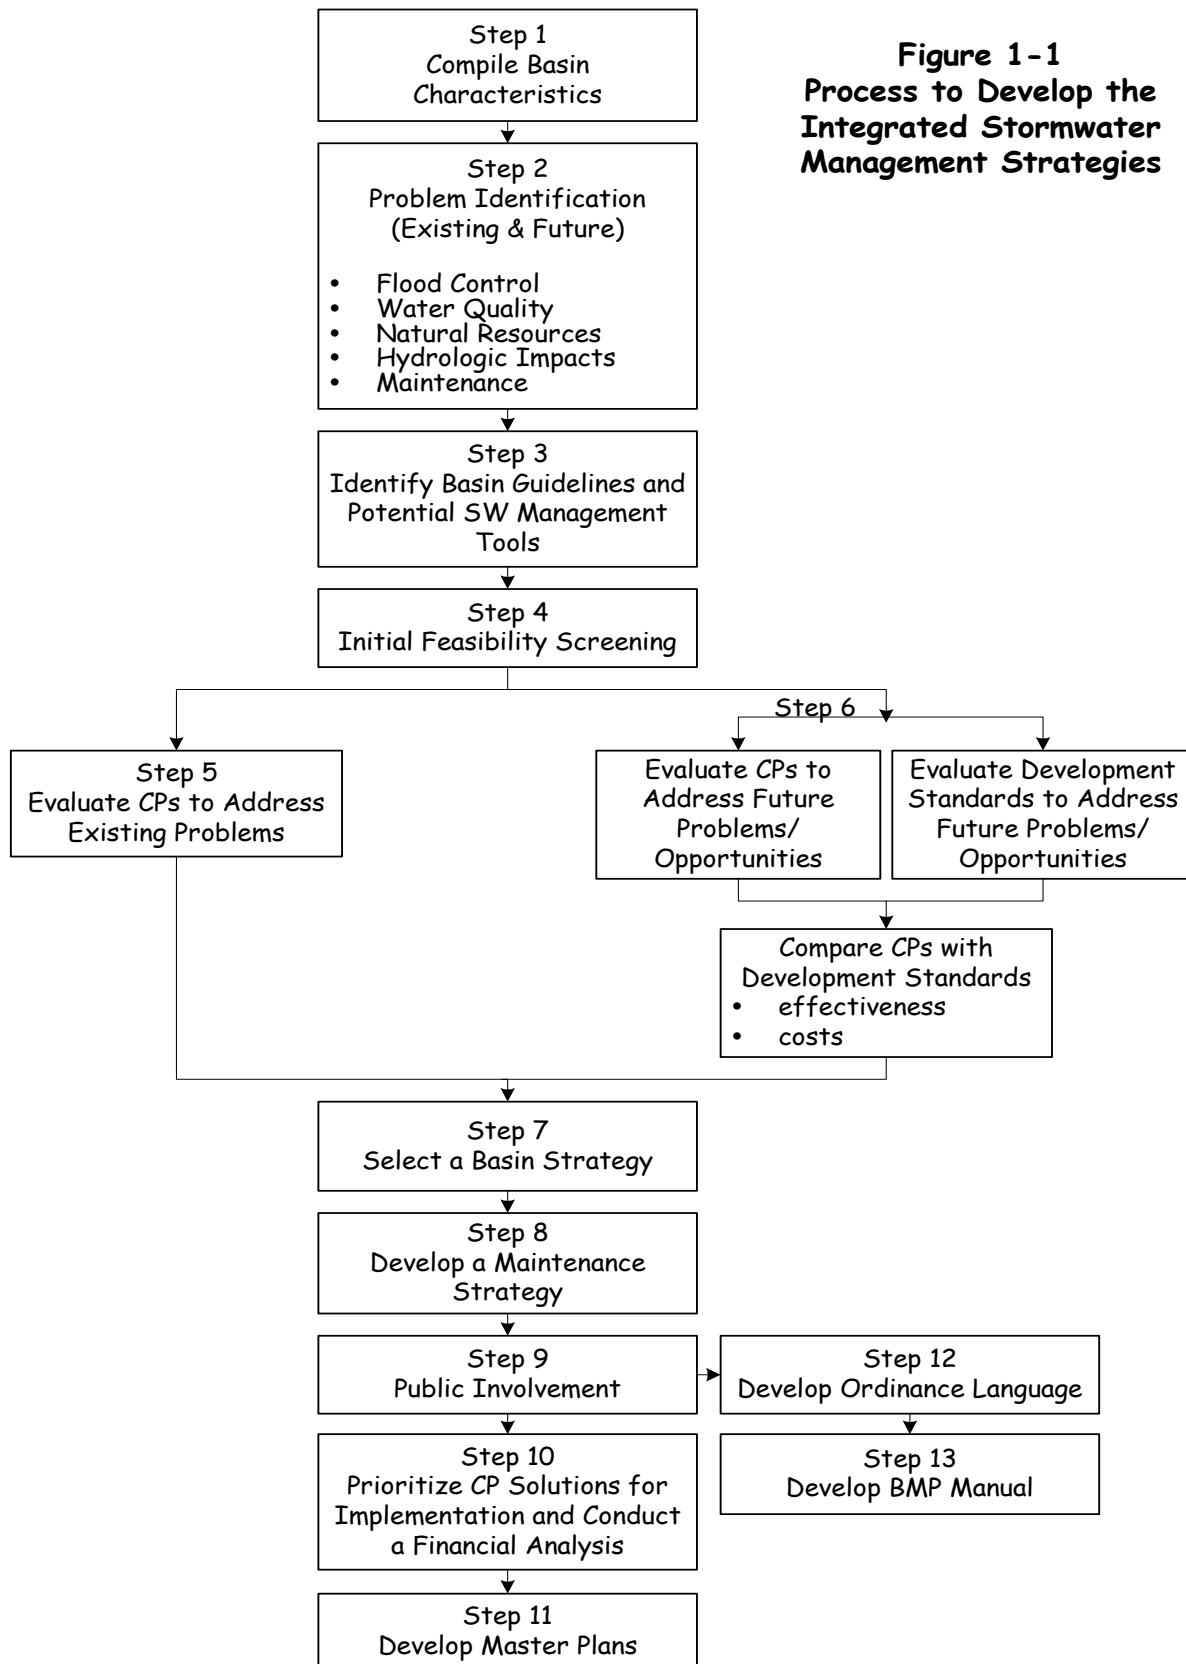 Figure 1-1
Process to Develop the
Integrated Stormwater
Management Strategies
Step 1
Compile Basin
Characteristics
Step 2
Problem Identification
(Existing & Future)
• Flood Control
• Water Quality
• Natural Resources
• Hydrologic Impacts
• Maintenance
Step 3
Identify Basin Guidelines and
Potential SW Management
Tools
Step 4
Initial Feasibility Screening
Step 5
Evaluate CPs to Address
Existing Problems
Step 6
Evaluate CPs to
Address Future
Problems/
Opportunities
Evaluate Development
Standards to Address
Future Problems/
Opportunities
Compare CPs with
Development Standards
• effectiveness
• costs
Step 7
Select a Basin Strategy
Step 8
Develop a Maintenance
Strategy
Step 9
Public Involvement
Step 12
Develop Ordinance Language
Step 10
Prioritize CP Solutions for
Implementation and Conduct
a Financial Analysis
Step 13
Develop BMP Manual
Step 11
Develop Master Plans